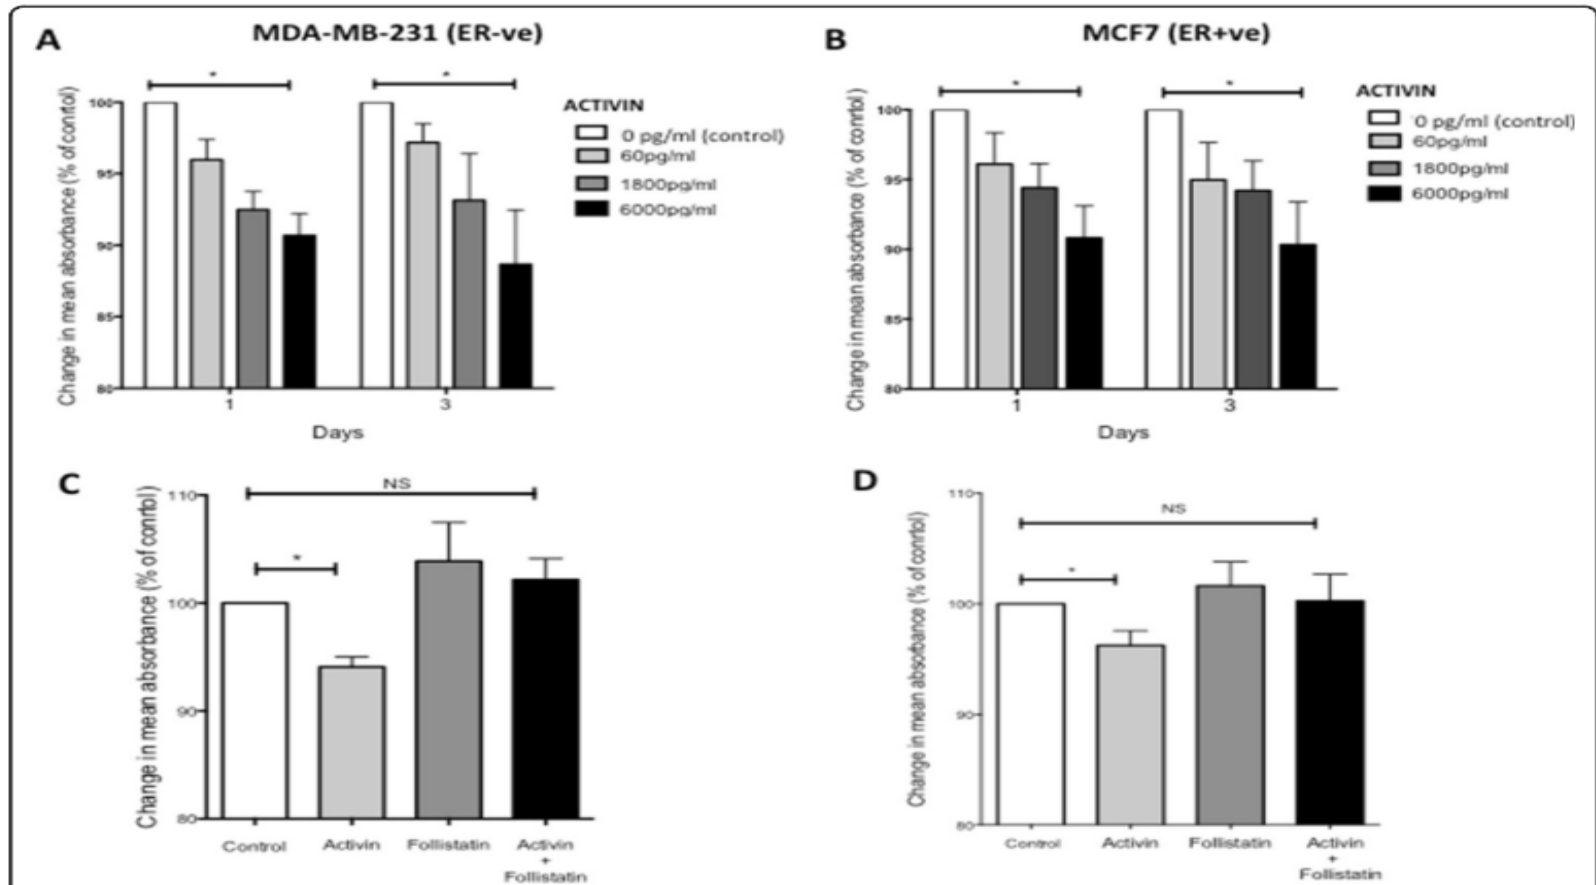 A
MDA-MB-231 (ER-ve)
Change in mean absorbance (% of conrtol)
100
95
90
85
80
*
*
1
3
Days
ACTIVIN
0 pg/ml (control)
60pg/ml
1800pg/ml
6000pg/ml
B
MCF7 (ER+ve)
Change in mean absorbance (% of conrtol)
100
95
90
85
80
*
*
1
3
Days
ACTIVIN
0 pg/ml (control)
60pg/ml
1800pg/ml
6000pg/ml
C
Change in mean absorbance (% of conrtol)
110
100
90
80
NS
*
Control
Activin
Follistatin
Activin
+
Follistatin
D
Change in mean absorbance (% of conrtol)
110
100
90
80
NS
*
Control
Activin
Follistatin
Activin
+
Follistatin